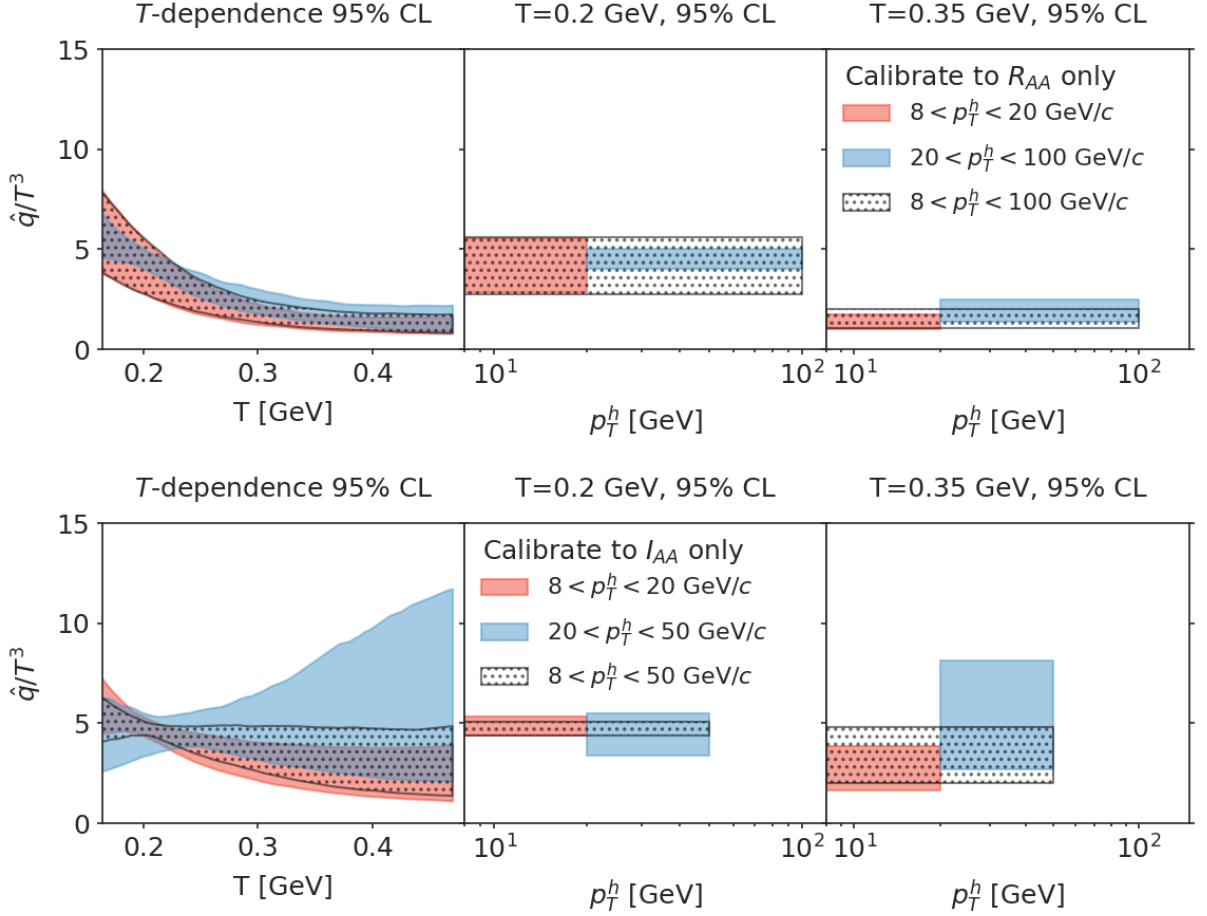 T-dependence 95% CL
T=0.2 GeV, 95% CL
T=0.35 GeV, 95% CL
15
10
5
0
q̂/T³
0.2 0.3 0.4
T [GeV]
10¹ 10²
p_T^h [GeV]
10¹ 10²
p_T^h [GeV]
Calibrate to R_AA only
8 < p_T^h < 20 GeV/c
20 < p_T^h < 100 GeV/c
8 < p_T^h < 100 GeV/c
T-dependence 95% CL
T=0.2 GeV, 95% CL
T=0.35 GeV, 95% CL
15
10
5
0
q̂/T³
0.2 0.3 0.4
T [GeV]
Calibrate to I_AA only
8 < p_T^h < 20 GeV/c
20 < p_T^h < 50 GeV/c
8 < p_T^h < 50 GeV/c
10¹ 10²
p_T^h [GeV]
10¹ 10²
p_T^h [GeV]